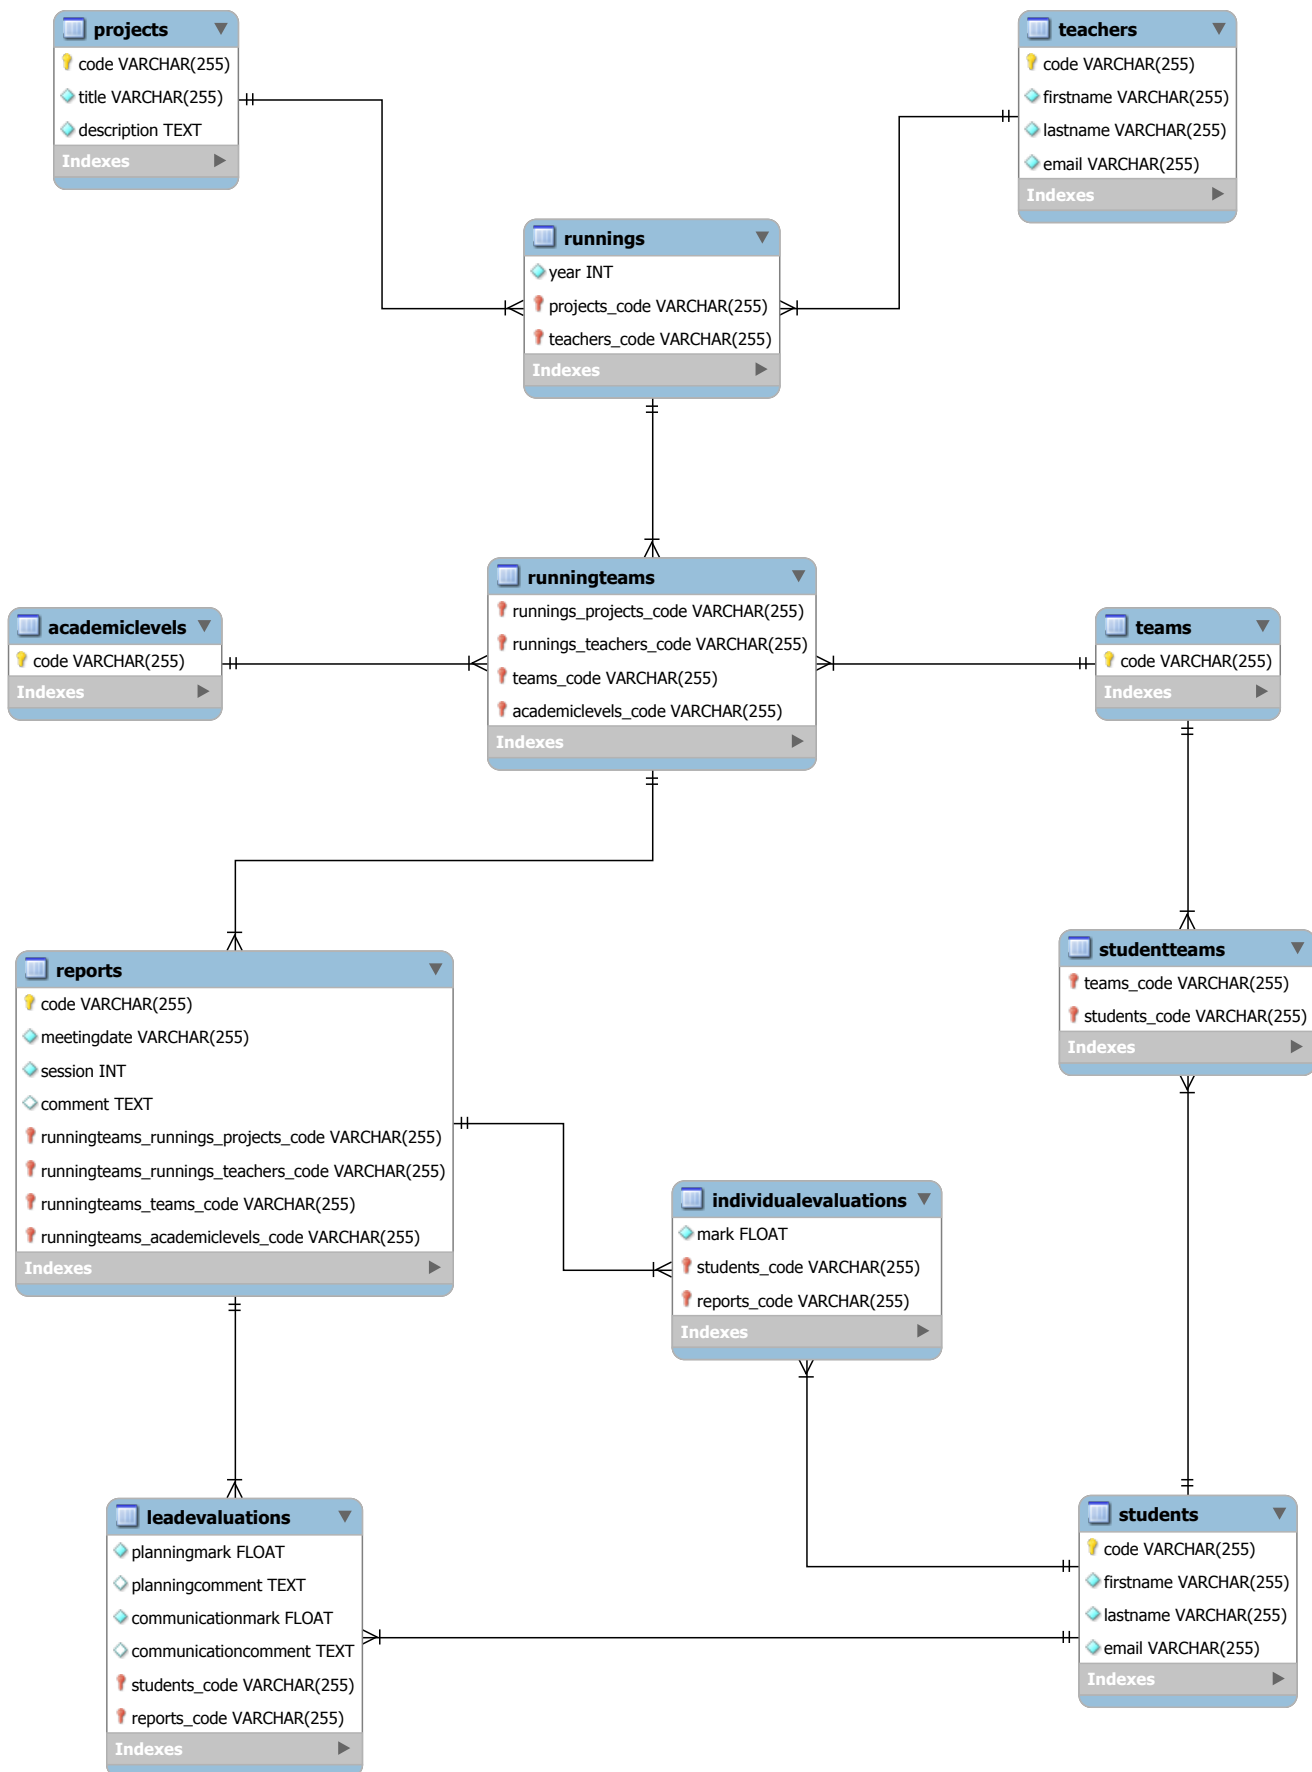 projects
code VARCHAR(255)
title VARCHAR(255)
description TEXT
Indexes
teachers
code VARCHAR(255)
firstname VARCHAR(255)
lastname VARCHAR(255)
email VARCHAR(255)
Indexes
runnings
year INT
projects_code VARCHAR(255)
teachers_code VARCHAR(255)
Indexes
runningteams
runnings_projects_code VARCHAR(255)
runnings_teachers_code VARCHAR(255)
teams_code VARCHAR(255)
academiclevels_code VARCHAR(255)
Indexes
academiclevels
code VARCHAR(255)
Indexes
teams
code VARCHAR(255)
Indexes
reports
code VARCHAR(255)
meetingdate VARCHAR(255)
session INT
comment TEXT
runningteams_runnings_projects_code VARCHAR(255)
runningteams_runnings_teachers_code VARCHAR(255)
runningteams_teams_code VARCHAR(255)
runningteams_academiclevels_code VARCHAR(255)
Indexes
studentteams
teams_code VARCHAR(255)
students_code VARCHAR(255)
Indexes
individualevaluations
mark FLOAT
students_code VARCHAR(255)
reports_code VARCHAR(255)
Indexes
leadevaluations
planningmark FLOAT
planningcomment TEXT
communicationmark FLOAT
communicationcomment TEXT
students_code VARCHAR(255)
reports_code VARCHAR(255)
Indexes
students
code VARCHAR(255)
firstname VARCHAR(255)
lastname VARCHAR(255)
email VARCHAR(255)
Indexes